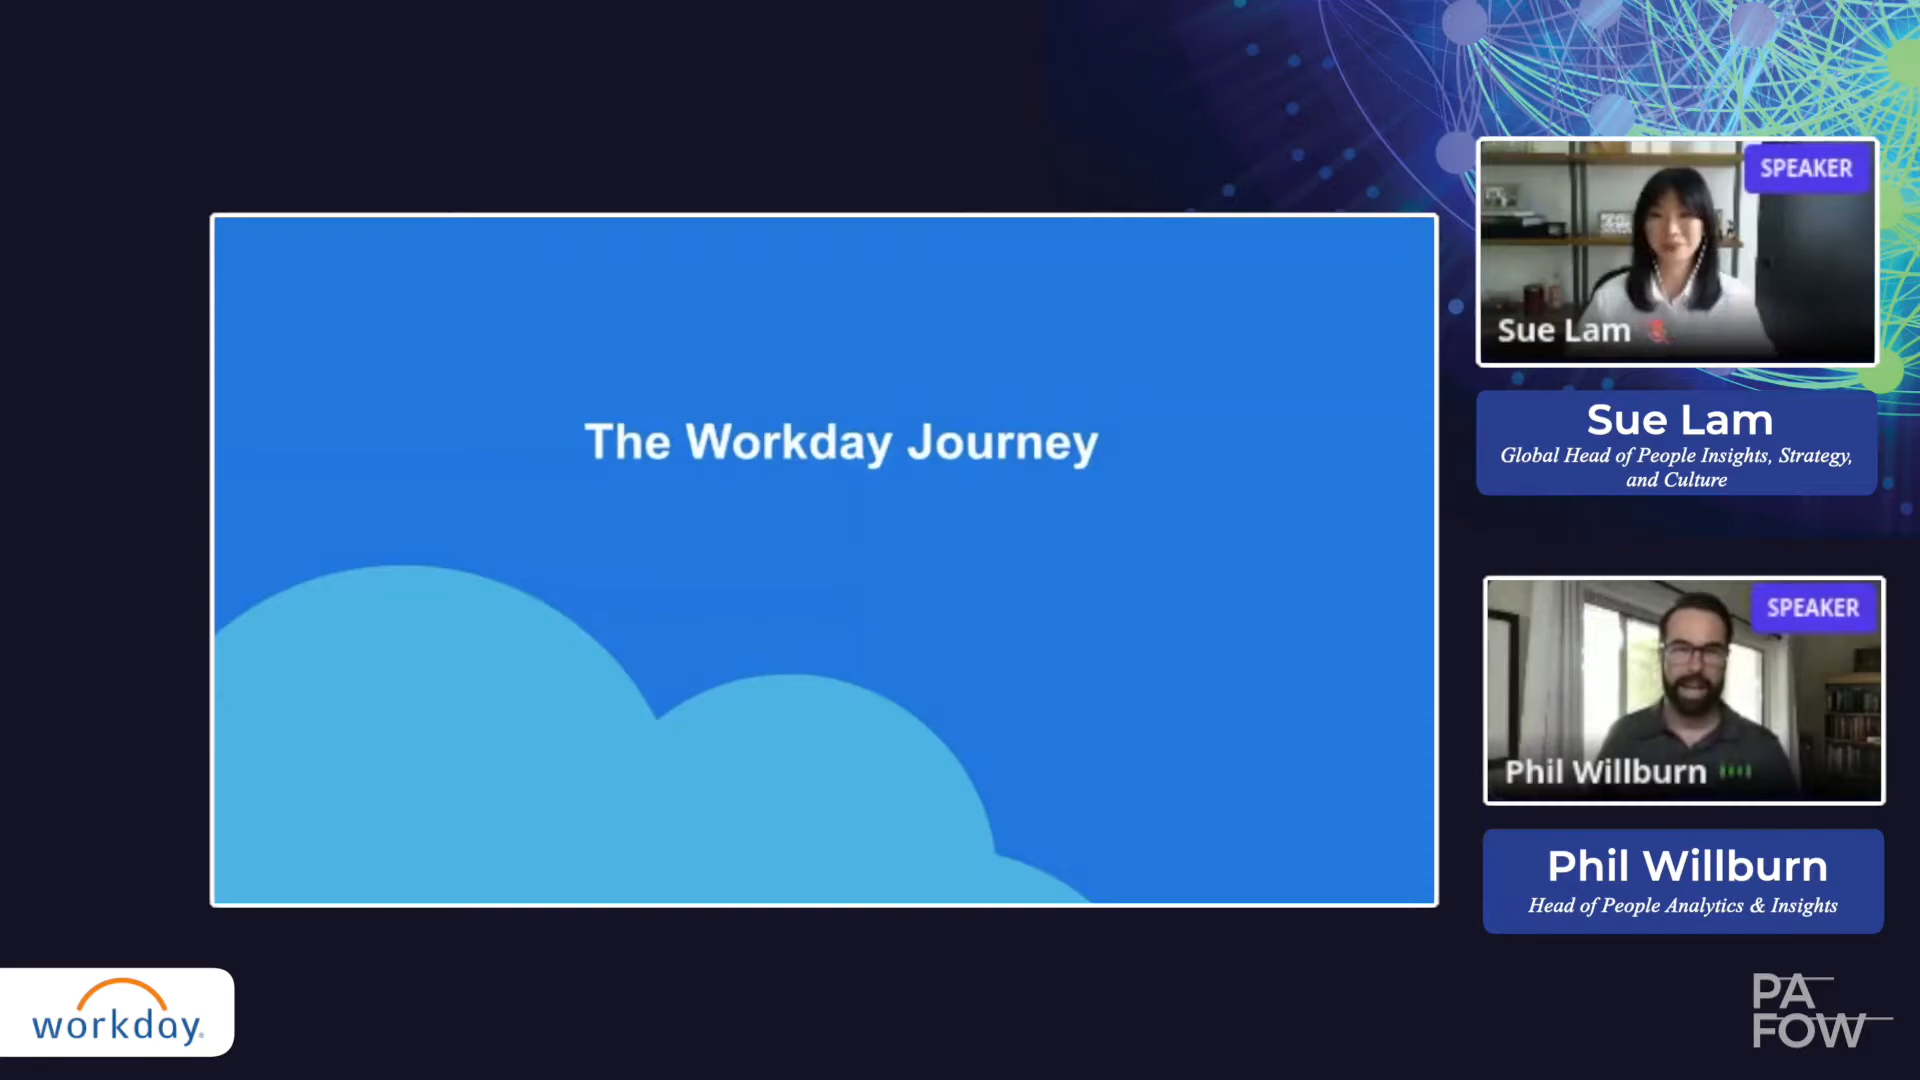 The Workday Journey
SPEAKER
Sue Lam
Sue Lam
Global Head of People Insights, Strategy,
and Culture
SPEAKER
Phil Willburn
Phil Willburn
Head of People Analytics & Insights
workday
PA
FOW